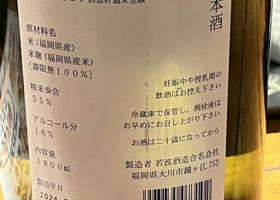 本酒
原材料名
米(福岡県産)
米麹(福岡県産米)
[壽限無100%]
精米歩合
55%
アルコール分
16%
内容量
1800ml
製造年月
2024.
妊娠中や授乳期の
飲酒はお控え下さい
冷蔵庫で保管し、開栓後は
お早めにお召し上がり下さい
お酒は二十歳になってから
製造者 若波酒造合名会社
福岡県大川市鐘ヶ江752